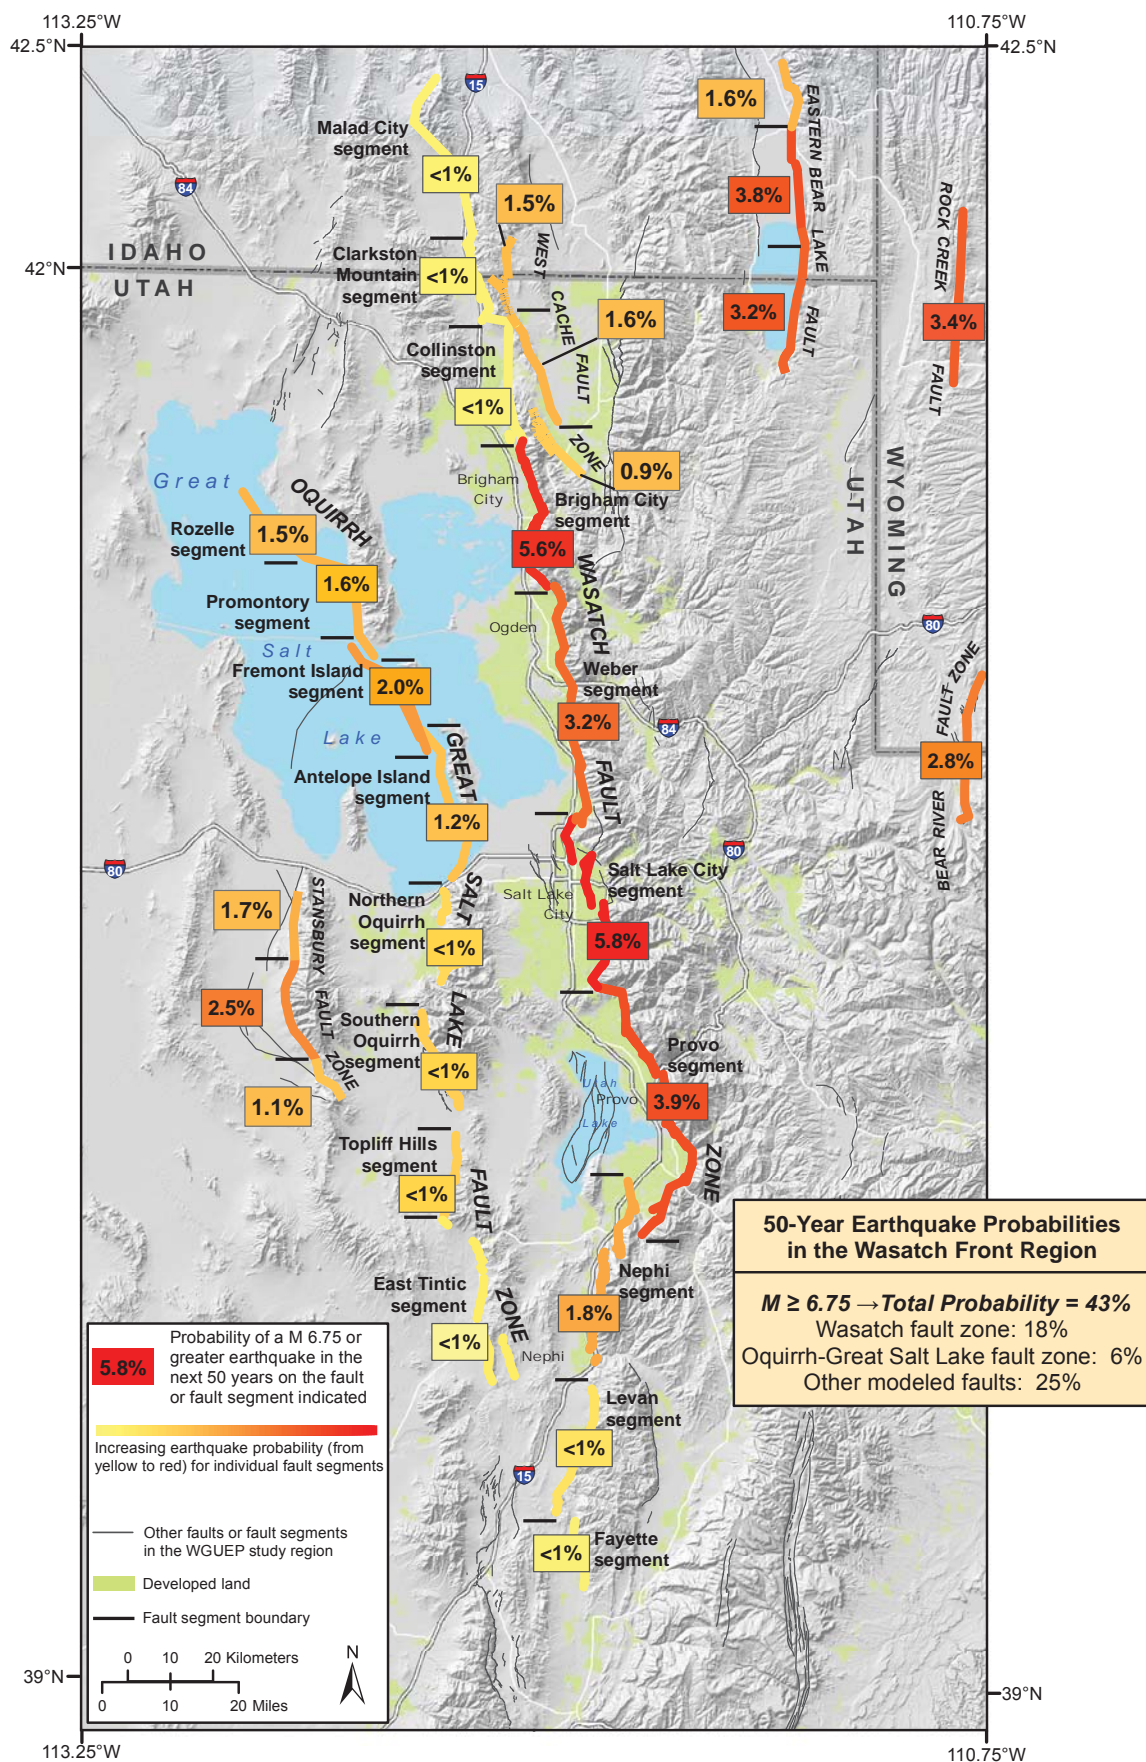 113.25°W
110.75°W
42.5°N
42.5°N
15
1.6%
EASTERN BEAR LAKE FAULT
Malad City
segment
84
<1%
3.8%
1.5%
ROCK CREEK FAULT
WEST CACHE FAULT ZONE
IDAHO
42°N
UTAH
Clarkston
Mountain
segment
<1%
3.2%
3.4%
1.6%
Collinston
segment
<1%
0.9%
WYOMING
UTAH
Great
Salt
Lake
OQUIRRH
GREAT
SALT
LAKE
FAULT
ZONE
Brigham
City
Brigham City
segment
Rozelle
segment
1.5%
5.6%
WASATCH
FAULT
ZONE
1.6%
Promontory
segment
Ogden
80
Fremont Island
segment
2.0%
Weber
segment
BEAR RIVER FAULT ZONE
3.2%
84
2.8%
Antelope Island
segment
1.2%
80
80
Salt Lake City
segment
Salt Lake
City
STANSBURY FAULT ZONE
1.7%
Northern
Oquirrh
segment
<1%
5.8%
2.5%
Southern
Oquirrh
segment
<1%
Provo
segment
Utah
Lake
Provo
3.9%
1.1%
Topliff Hills
segment
<1%
Nephi
segment
East Tintic
segment
1.8%
<1%
Nephi
50-Year Earthquake Probabilities
in the Wasatch Front Region
M ≥ 6.75 →Total Probability = 43%
Wasatch fault zone: 18%
Oquirrh-Great Salt Lake fault zone: 6%
Other modeled faults: 25%
Levan
segment
<1%
15
Fayette
segment
<1%
5.8%
Probability of a M 6.75 or
greater earthquake in the
next 50 years on the fault
or fault segment indicated
Increasing earthquake probability (from
yellow to red) for individual fault segments
Other faults or fault segments
in the WGUEP study region
Developed land
Fault segment boundary
0 10 20 Kilometers
0 10 20 Miles
N
39°N
39°N
113.25°W
110.75°W